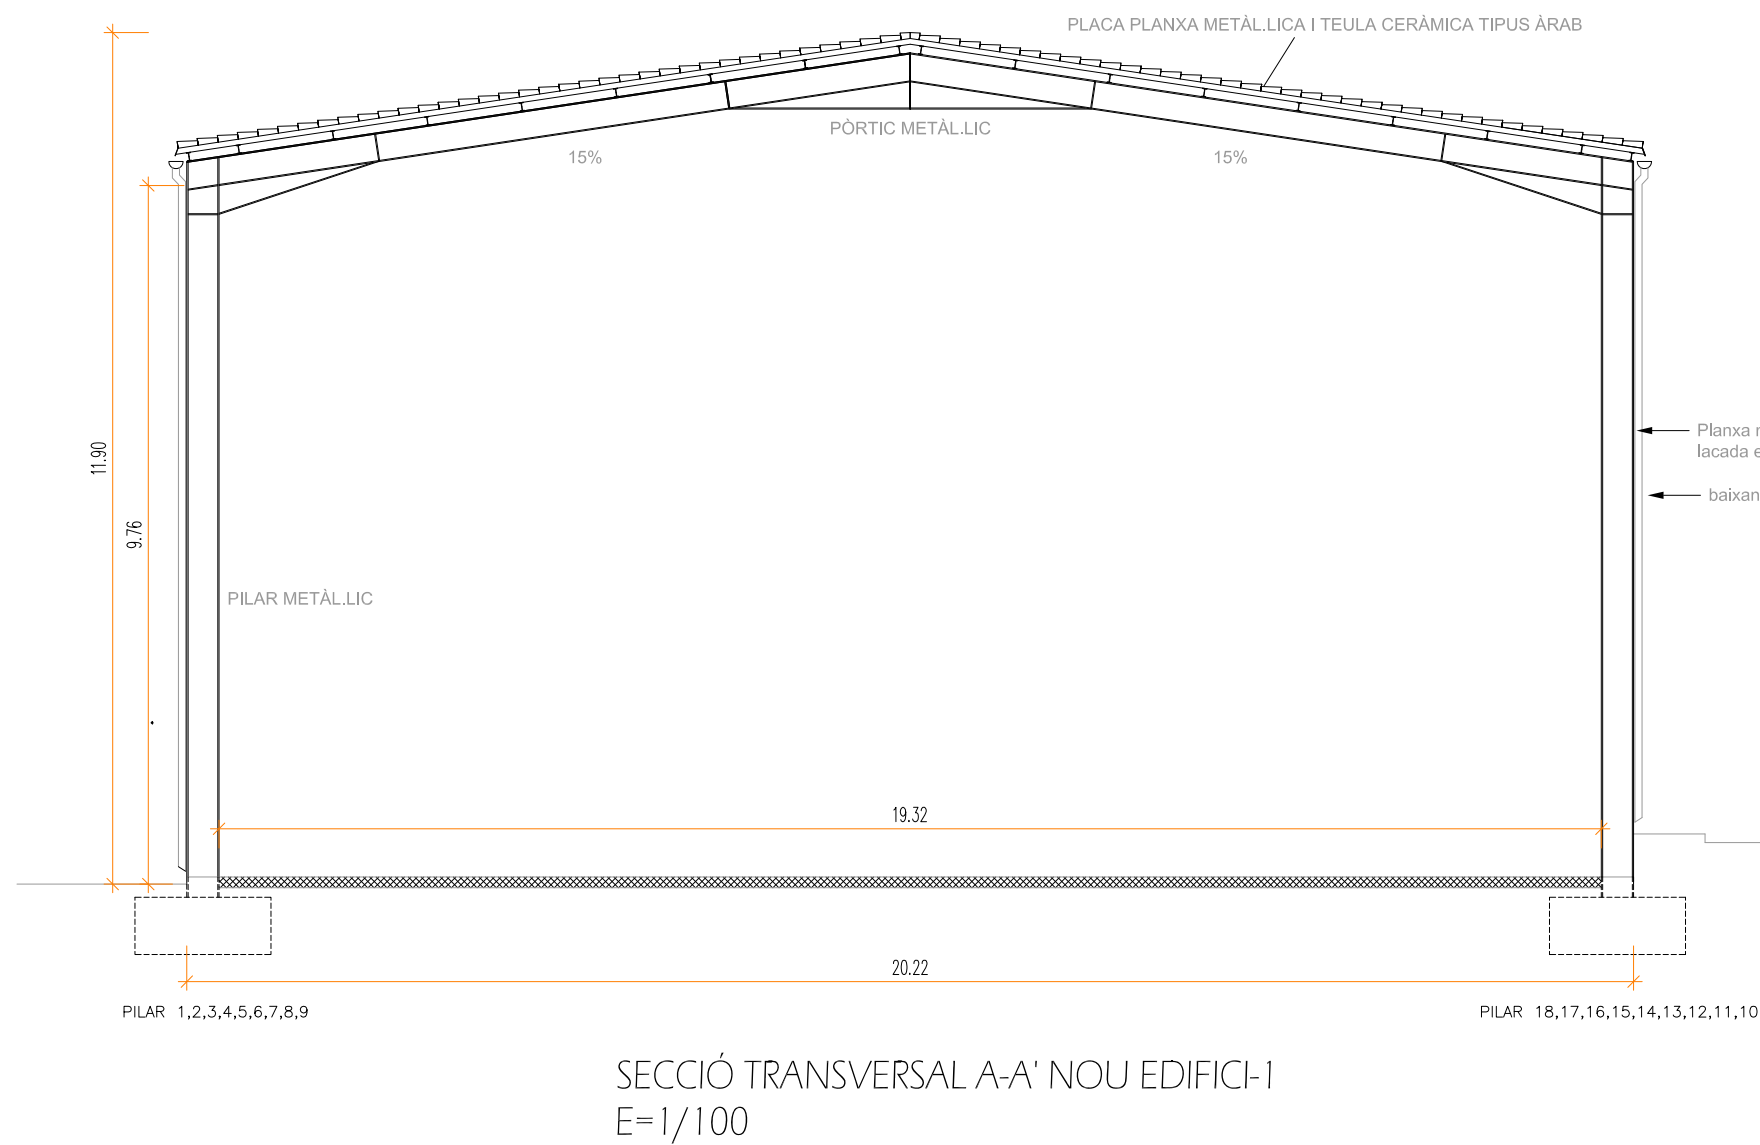 PLACA PLANXA METÀL.LICA I TEULA CERÀMICA TIPUS ÀRAB
PÒRTIC METÀL.LIC
15%
15%
11.90
9.76
Planxa
lacada
PILAR METÀL.LIC
19.32
20.22
PILAR 1,2,3,4,5,6,7,8,9
PILAR 18,17,16,15,14,13,12,11,10
SECCIÓ TRANSVERSAL A-A' NOU EDIFICI-1
E=1/100